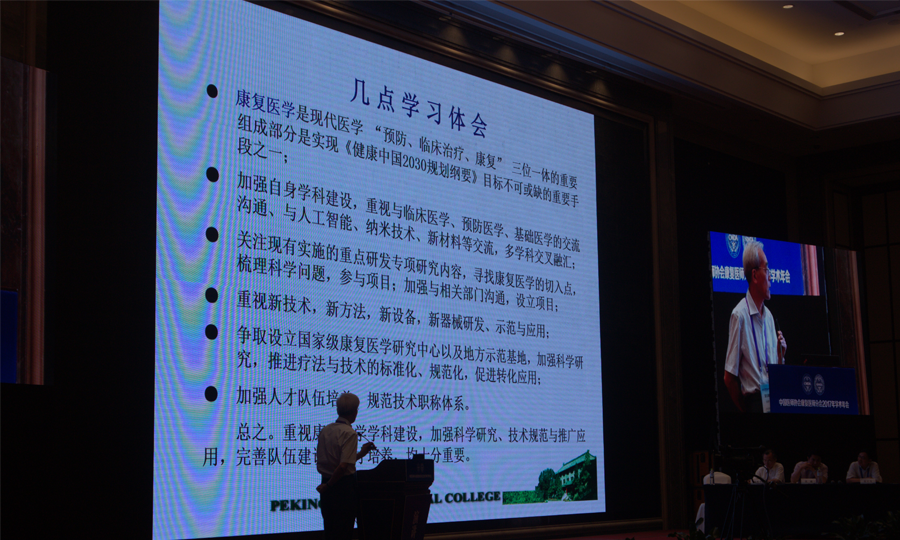 几点学习体会
康复医学是现代医学 “预防、临床治疗、康复” 三位一体的重要
组成部分是实现《健康中国2030规划纲要》目标不可或缺的重要手
段之一；
加强自身学科建设，重视与临床医学、预防医学、基础医学的交流
沟通、与人工智能、纳米技术、新材料等交流，多学科交叉融汇；
关注现有实施的重点研发专项研究内容，寻找康复医学的切入点，
梳理科学问题，参与项目；加强与相关部门沟通，设立项目；
重视新技术，新方法，新设备，新器械研发、示范与应用；
争取设立国家级康复医学研究中心以及地方示范基地，加强科学研
究，推进疗法与技术的标准化、规范化，促进转化应用；
加强人才队伍培 规范技术职称体系。
总之。重视康 学学科建设，加强科学研究、技术规范与推广应
用，完善队伍建 培养，均十分重要。
PEKING COLLEGE
师协会康复医 学术年会
中国医师协会康复医师分会2017年学术年会